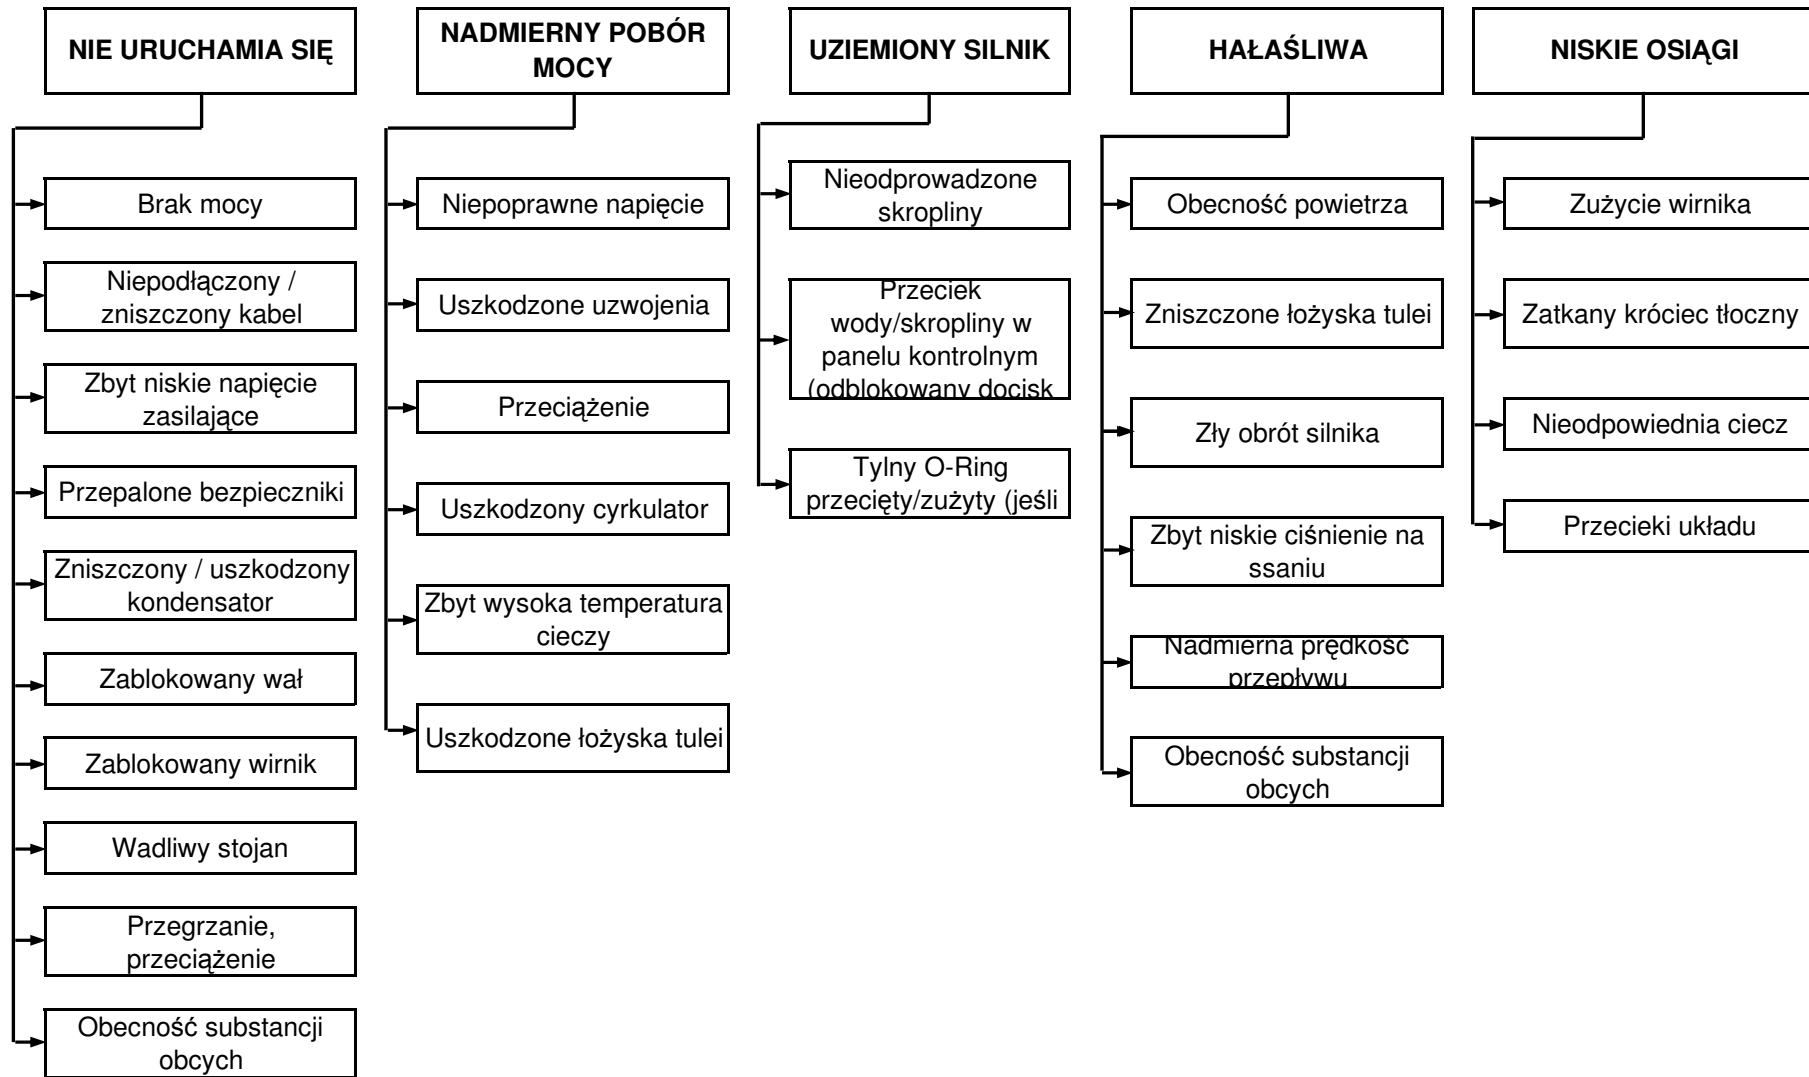 NIE URUCHAMIA SIĘ
Brak mocy
Niepodłączony /
zniszczony kabel
Zbyt niskie napięcie
zasilające
Przepalone bezpieczniki
Zniszczony / uszkodzony
kondensator
Zablokowany wał
Zablokowany wirnik
Wadliwy stojan
Przegrzanie,
przeciążenie
Obecność substancji
obcych
NADMIERNY POBÓR
MOCY
Niepoprawne napięcie
Uszkodzone uzwojenia
Przeciążenie
Uszkodzony cyrkulator
Zbyt wysoka temperatura
cieczy
Uszkodzone łożyska tulei
UZIEMIONY SILNIK
Nieodprowadzone
skropliny
Przeciek
wody/skropliny w
panelu kontrolnym
(odblokowany docisk
Tylny O-Ring
przecięty/zużyty (jeśli
HAŁAŚLIWA
Obecność powietrza
Zniszczone łożyska tulei
Zły obrót silnika
Zbyt niskie ciśnienie na
ssaniu
Nadmierna prędkość
przepływu
Obecność substancji
obcych
NISKIE OSIĄGI
Zużycie wirnika
Zatkany króciec tłoczny
Nieodpowiednia ciecz
Przecieki układu